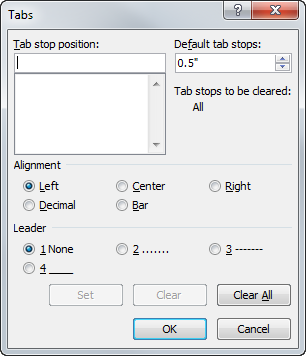 Tabs
Tab stop position:
Default tab stops:
0.5"
Tab stops to be cleared:
All
Alignment
Left Center Right
Decimal Bar
Leader
1 None 2 ....... 3 -------
4 ____
Set Clear Clear All
OK Cancel